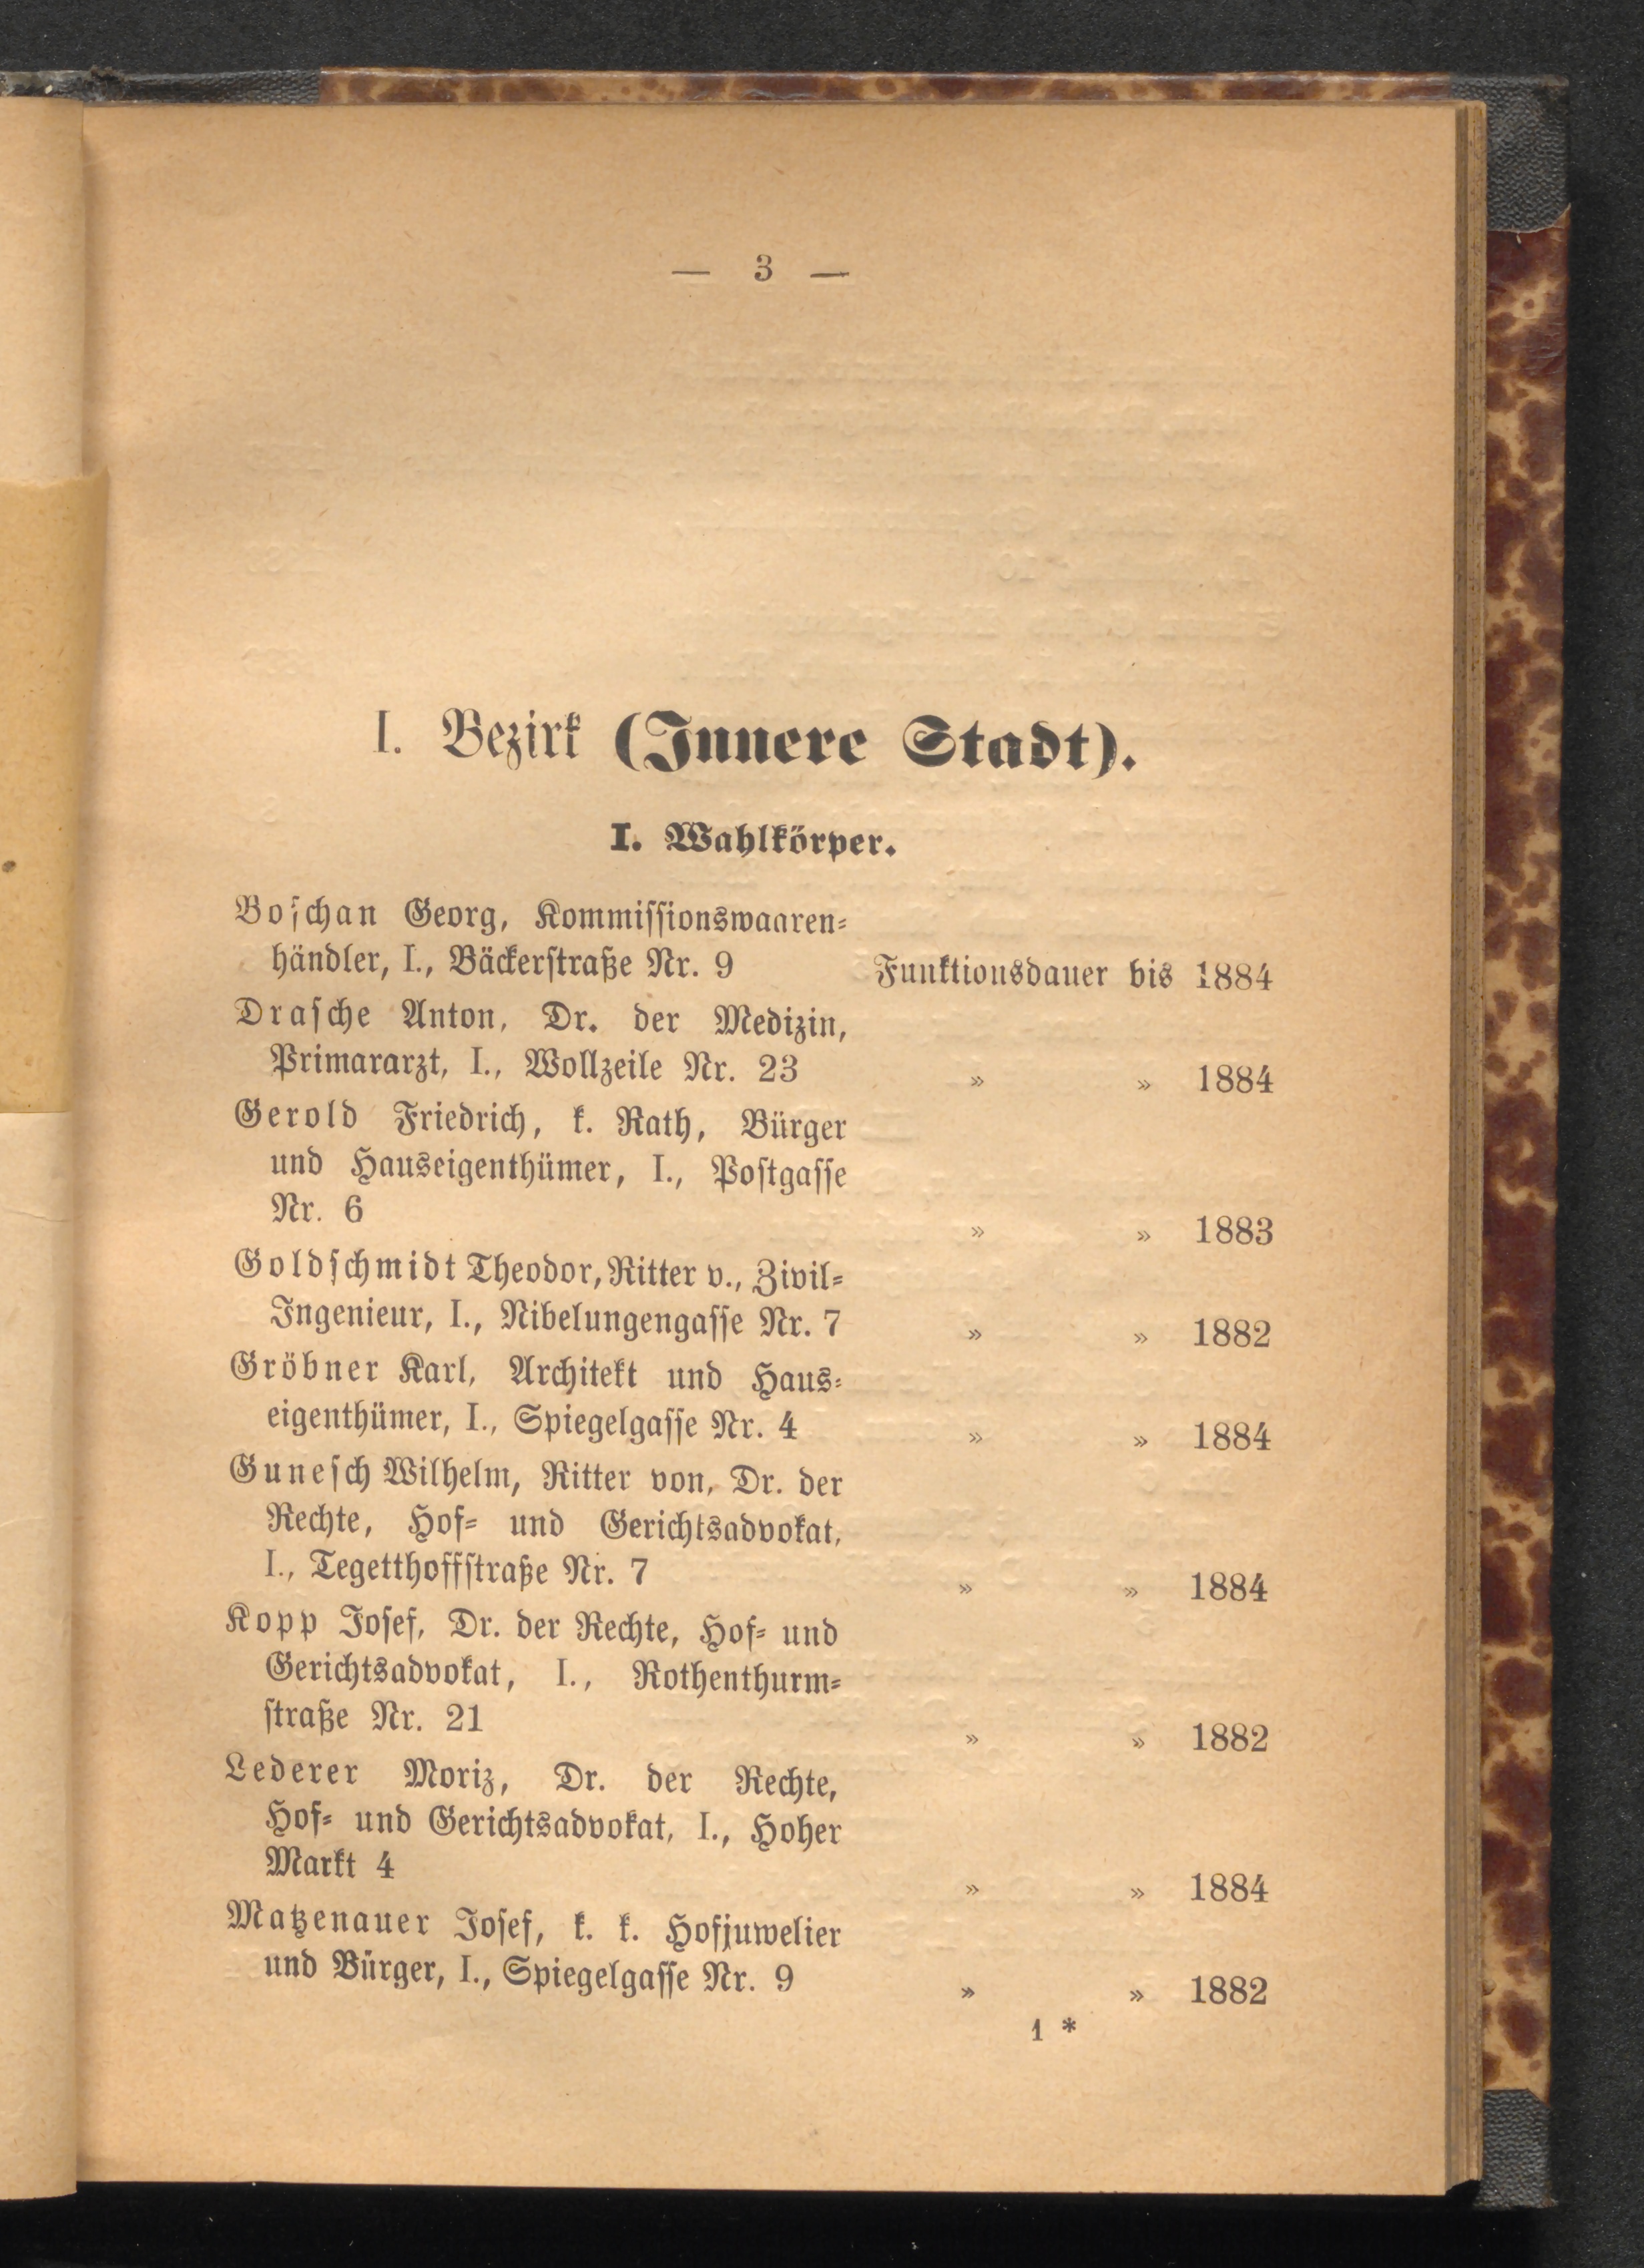 — 3 —
I. Bezirk (Innere Stadt).
I. Wahlkörper.
Boschan Georg, Kommissionswaaren-
händler, I., Bäckerstraße Nr. 9 Funktionsdauer bis 1884
Drasche Anton, Dr. der Medizin,
Primararzt, I., Wollzeile Nr. 23 » » 1884
Gerold Friedrich, k. Rath, Bürger
und Hauseigenthümer, I., Postgasse
Nr. 6 » » 1883
Goldschmidt Theodor, Ritter v., Zivil-
Ingenieur, I., Nibelungengasse Nr. 7 » » 1882
Gröbner Karl, Architekt und Haus-
eigenthümer, I., Spiegelgasse Nr. 4 » » 1884
Gunesch Wilhelm, Ritter von, Dr. der
Rechte, Hof- und Gerichtsadvokat,
I., Tegetthoffstraße Nr. 7 » » 1884
Kopp Josef, Dr. der Rechte, Hof- und
Gerichtsadvokat, I., Rothenthurm-
straße Nr. 21 » » 1882
Lederer Moriz, Dr. der Rechte,
Hof- und Gerichtsadvokat, I., Hoher
Markt 4 » » 1884
Matzenauer Josef, k. k. Hofjuwelier
und Bürger, I., Spiegelgasse Nr. 9 » » 1882
1 *